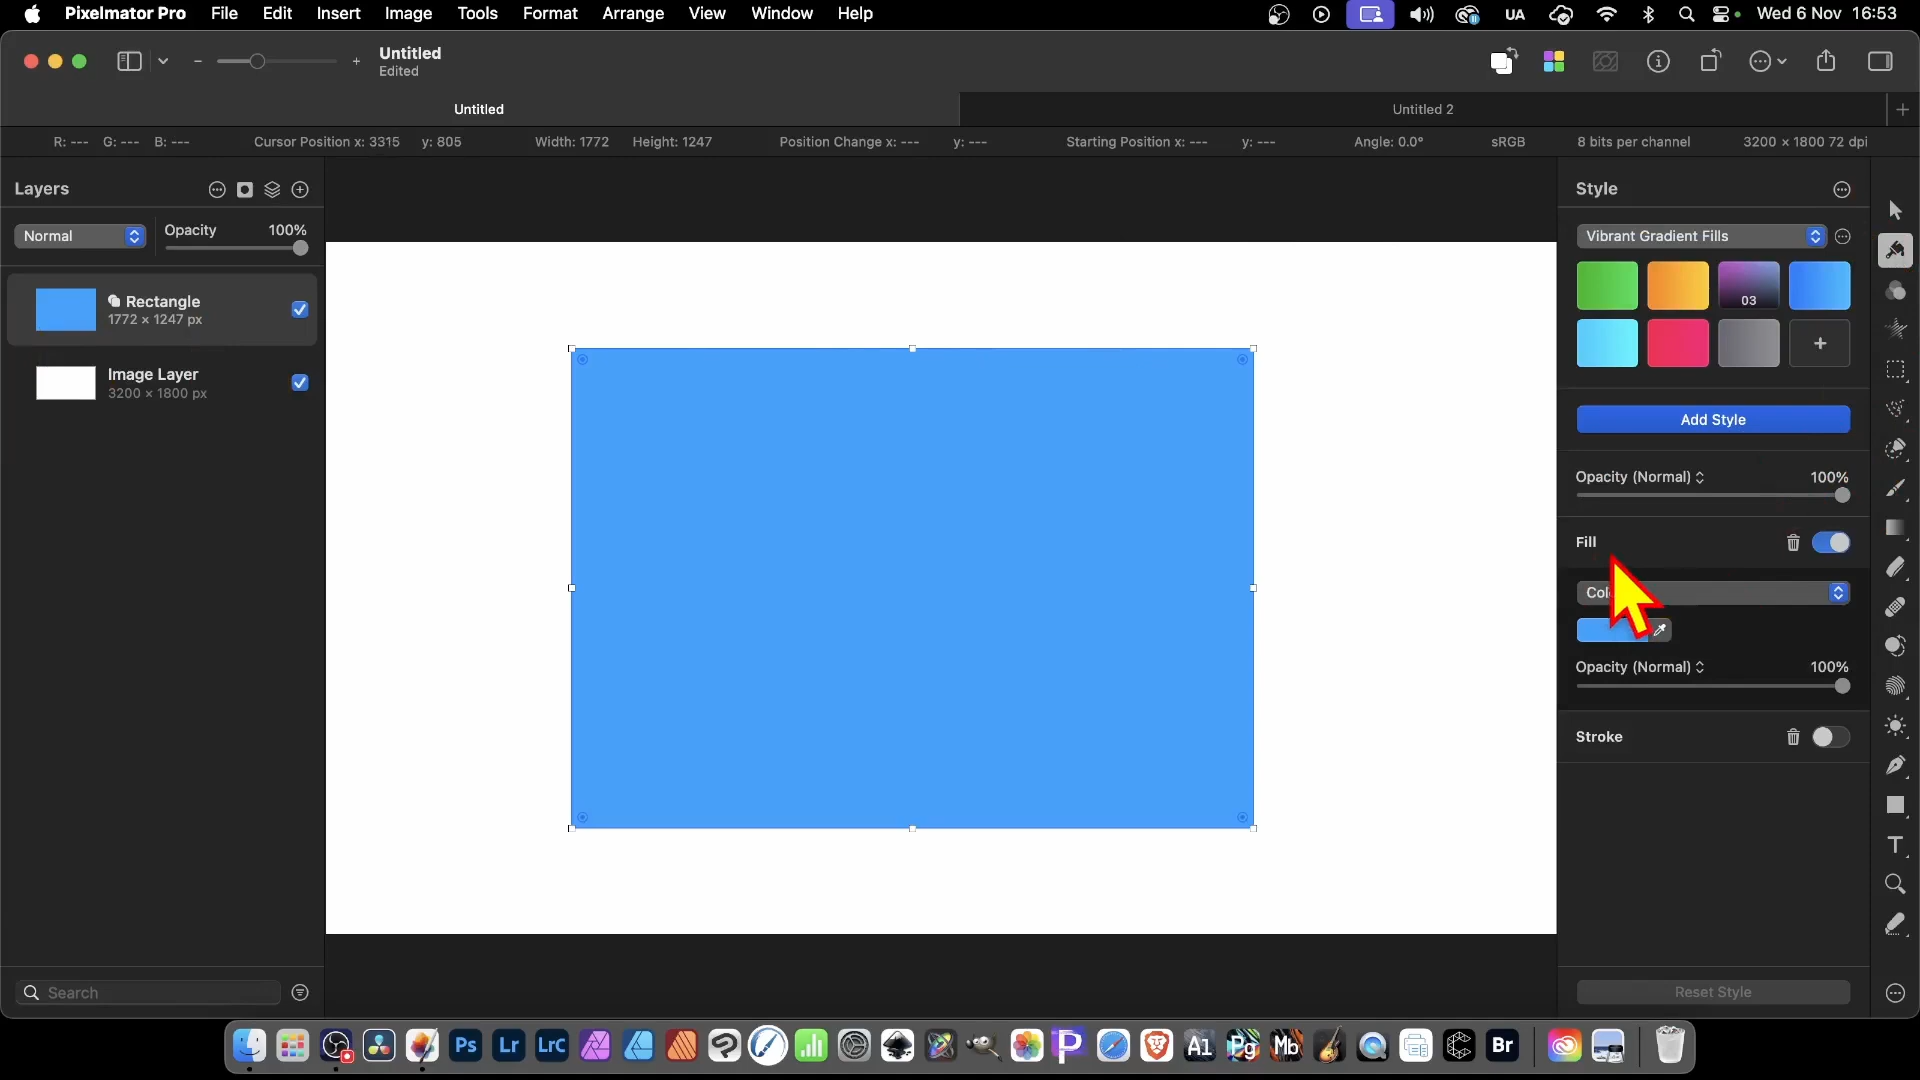 Pixelmator Pro File Edit Insert Image Tools Format Arrange View Window Help UA Wed 6 Nov 16:53
Untitled
Edited
Untitled Untitled 2
R: --- G: --- B: --- Cursor Position x: 3315 y: 805 Width: 1772 Height: 1247 Position Change x: --- y: --- Starting Position x: --- y: --- Angle: 0.0° sRGB 8 bits per channel 3200 × 1800 72 dpi
Layers
Normal Opacity 100%
Rectangle
1772 × 1247 px
Image Layer
3200 × 1800 px
Search
Style
Vibrant Gradient Fills
03
Add Style
Opacity (Normal) 100%
Fill
Opacity (Normal) 100%
Stroke
Reset Style
Ps Lr LrC Ai Pg Mb Br